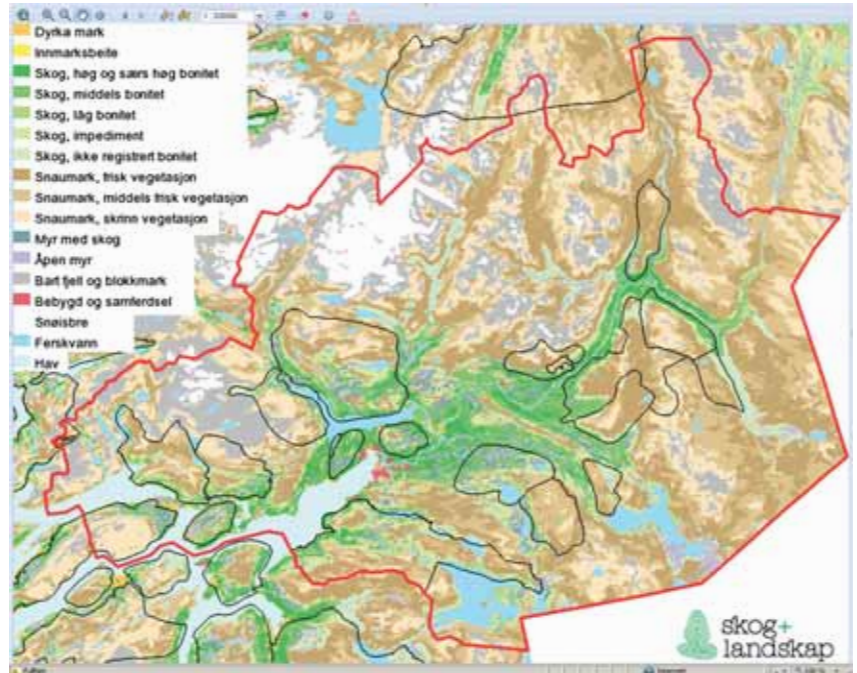 Dyrka mark
Innmarksbeite
Skog, høg og særs høg bonitet
Skog, middels bonitet
Skog, låg bonitet
Skog, impediment
Skog, ikke registrert bonitet
Snaumark, frisk vegetasjon
Snaumark, middels frisk vegetasjon
Snaumark, skrinn vegetasjon
Myr med skog
Åpen myr
Bart fjell og blokkmark
Bebygd og samferdsel
Snøisbre
Ferskvann
Hav
skog+
landskap